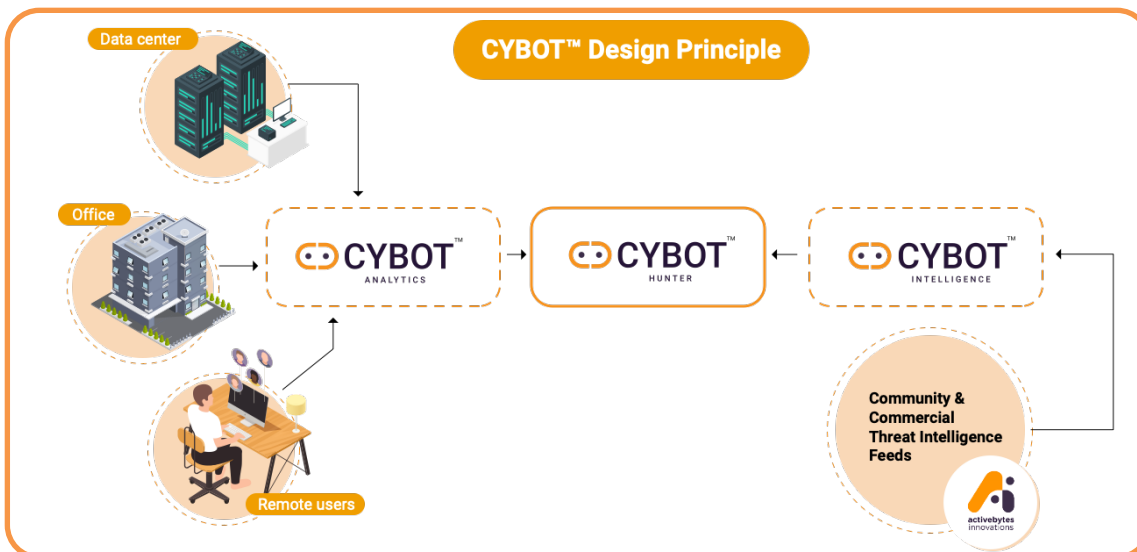 Data center
CYBOT™ Design Principle
Office
CYBOT™
ANALYTICS
CYBOT™
HUNTER
CYBOT™
INTELLIGENCE
Remote users
Community &
Commercial
Threat Intelligence
Feeds
activebytes
innovations